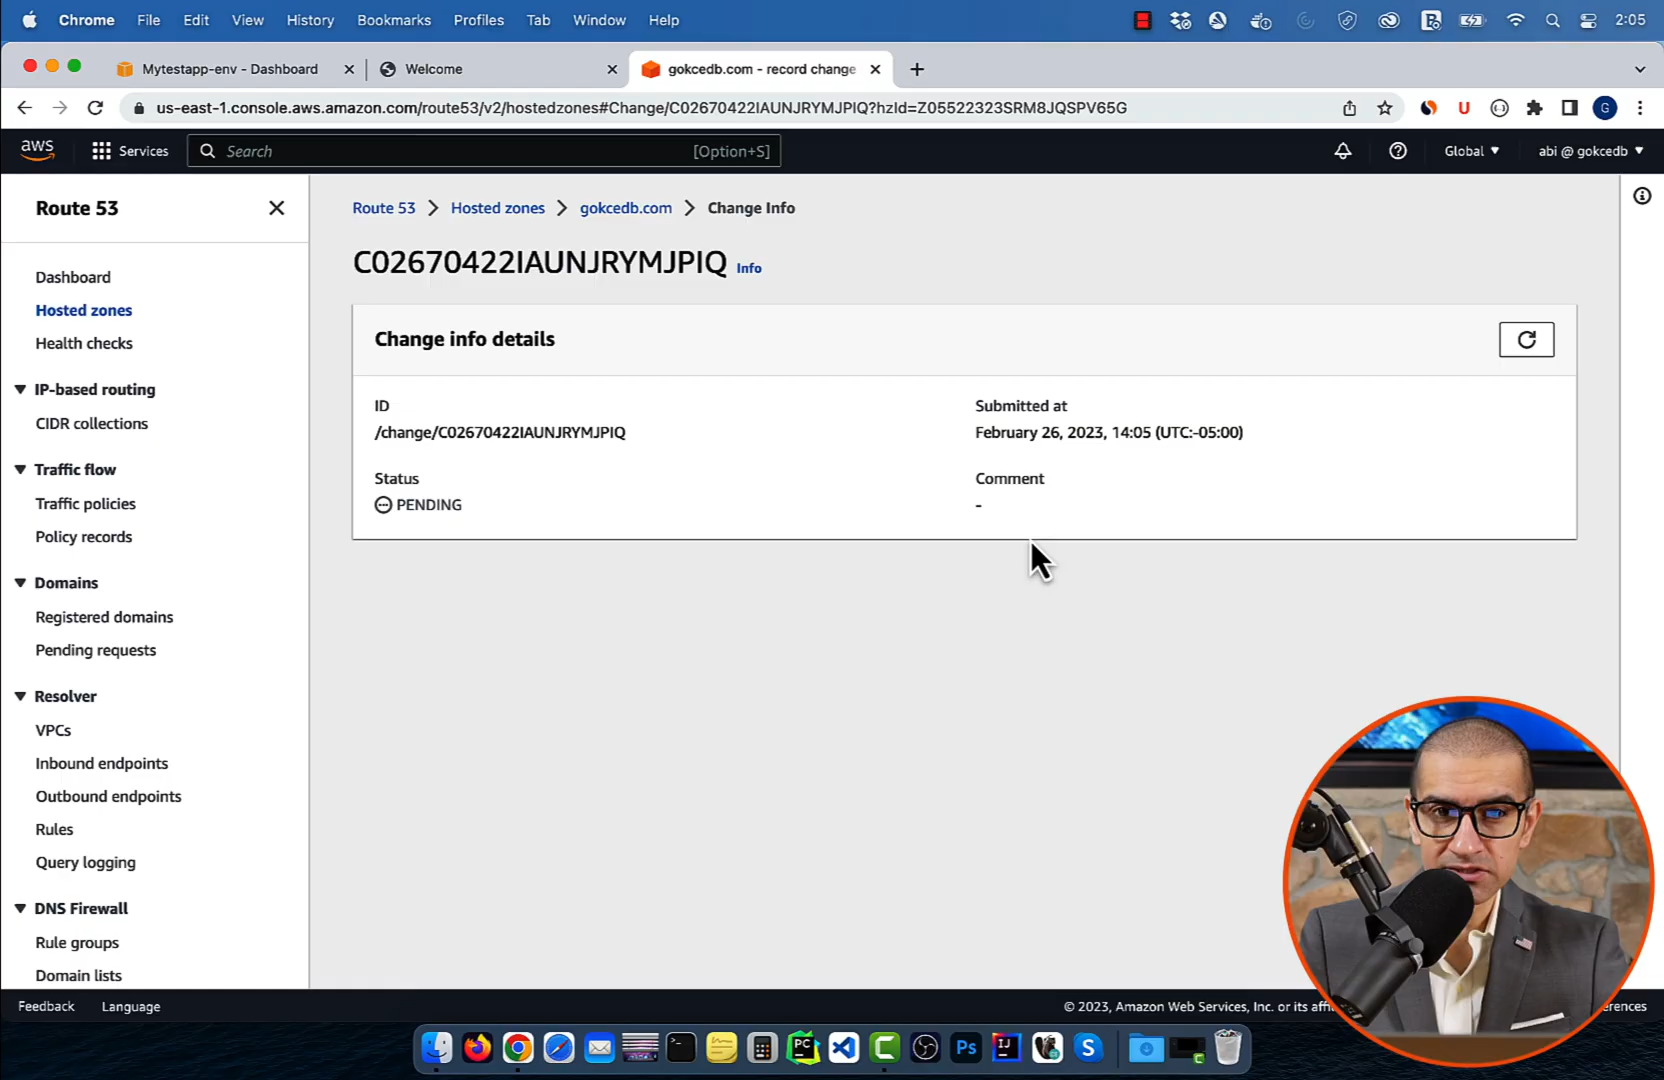 Chrome File Edit View History Bookmarks Profiles Tab Window Help 2:05
Mytestapp-env - Dashboard Welcome gokcedb.com - record change
us-east-1.console.aws.amazon.com/route53/v2/hostedzones#Change/C02670422IAUNJRYMJPIQ?hzId=Z05522323SRM8JQSPV65G U G
aws Services Search [Option+S] Global abi @ gokcedb
Route 53
Dashboard
Hosted zones
Health checks
IP-based routing
CIDR collections
Traffic flow
Traffic policies
Policy records
Domains
Registered domains
Pending requests
Resolver
VPCs
Inbound endpoints
Outbound endpoints
Rules
Query logging
DNS Firewall
Rule groups
Domain lists
Route 53 Hosted zones gokcedb.com Change Info
C02670422IAUNJRYMJPIQ Info
Change info details
ID
/change/C02670422IAUNJRYMJPIQ
Submitted at
February 26, 2023, 14:05 (UTC-05:00)
Status
PENDING
Comment
-
Feedback Language © 2023, Amazon Web Services, Inc. or its
PC C Ps IJ S